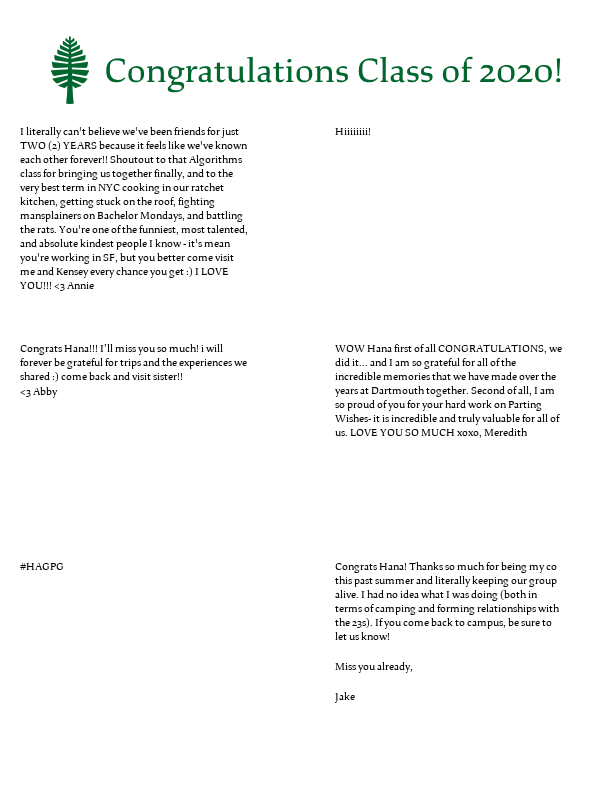 Congratulations Class of 2020!
I literally can't believe we've been friends for just
TWO (2) YEARS because it feels like we've known
each other forever!! Shoutout to that Algorithms
class for bringing us together finally, and to the
very best term in NYC cooking in our ratchet
kitchen, getting stuck on the roof, fighting
mansplainers on Bachelor Mondays, and battling
the rats. You're one of the funniest, most talented,
and absolute kindest people I know - it's mean
you're working in SF, but you better come visit
me and Kensey every chance you get :) I LOVE
YOU!!! <3 Annie
Hiiiiiiii!
Congrats Hana!!! I'll miss you so much! i will
forever be grateful for trips and the experiences we
shared :) come back and visit sister!!
<3 Abby
WOW Hana first of all CONGRATULATIONS, we
did it... and I am so grateful for all of the
incredible memories that we have made over the
years at Dartmouth together. Second of all, I am
so proud of you for your hard work on Parting
Wishes- it is incredible and truly valuable for all of
us. LOVE YOU SO MUCH xoxo, Meredith
#HAGPG
Congrats Hana! Thanks so much for being my co
this past summer and literally keeping our group
alive. I had no idea what I was doing (both in
terms of camping and forming relationships with
the 23s). If you come back to campus, be sure to
let us know!
Miss you already,
Jake